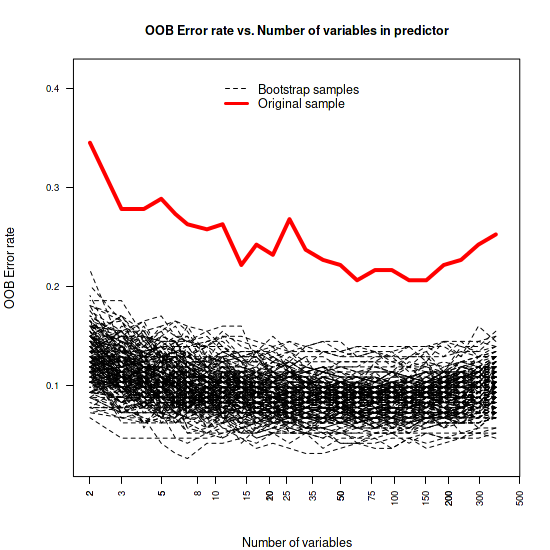 OOB Error rate vs. Number of variables in predictor
Bootstrap samples
Original sample
OOB Error rate
0.4
0.3
0.2
0.1
2 3 5 8 10 15 20 25 35 50 75 100 150 200 300 500
Number of variables